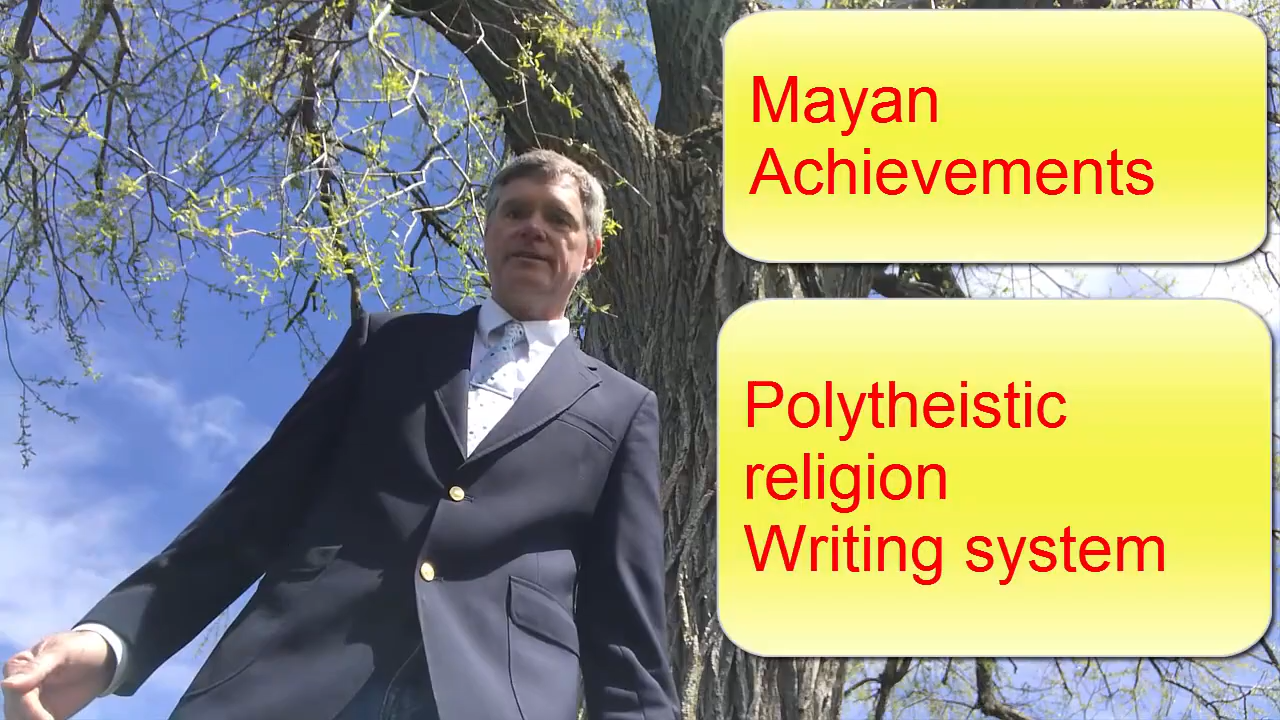 Mayan
Achievements
Polytheistic
religion
Writing system